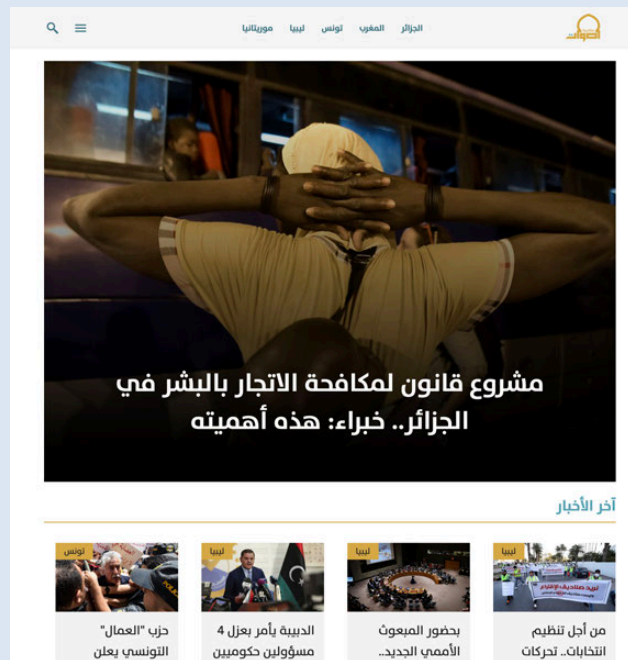 الجزائر المغرب تونس ليبيا موريتانيا
مشروع قانون لمكافحة الاتجار بالبشر في
الجزائر.. خبراء: هذه أهميته
آخر الأخبار
ليبيا
من أجل تنظيم
انتخابات.. تحركات
ليبيا
بحضور المبعوث
الأممي الجديد..
ليبيا
الدبيبة يأمر بعزل 4
مسؤولين حكوميين
تونس
حزب "العمال"
التونسي يعلن
POLICE